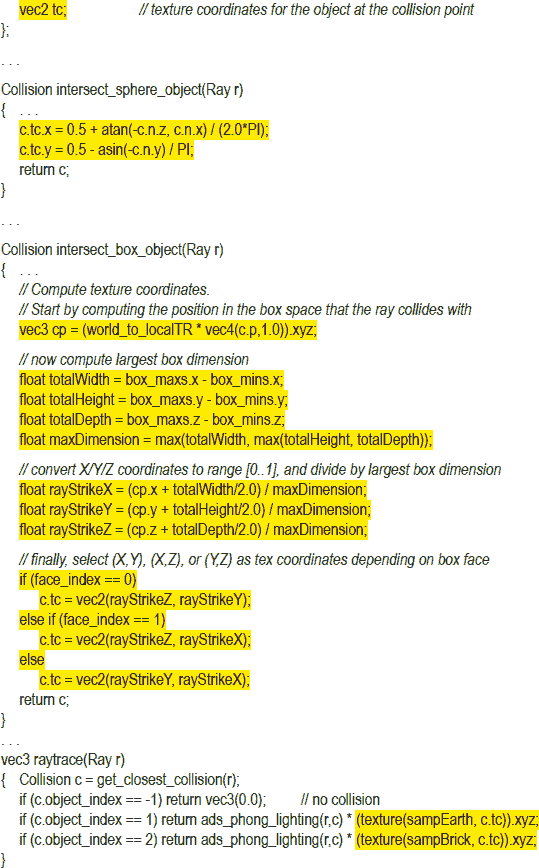 vec2 tc; // texture coordinates for the object at the collision point
};
. . .
Collision intersect_sphere_object(Ray r)
{ . . .
c.tc.x = 0.5 + atan(-c.n.z, c.n.x) / (2.0*PI);
c.tc.y = 0.5 - asin(-c.n.y) / PI;
return c;
}
. . .
Collision intersect_box_object(Ray r)
{ . . .
// Compute texture coordinates.
// Start by computing the position in the box space that the ray collides with
vec3 cp = (world_to_localTR * vec4(c.p,1.0)).xyz;
// now compute largest box dimension
float totalWidth = box_maxs.x - box_mins.x;
float totalHeight = box_maxs.y - box_mins.y;
float totalDepth = box_maxs.z - box_mins.z;
float maxDimension = max(totalWidth, max(totalHeight, totalDepth));
// convert X/Y/Z coordinates to range [0..1], and divide by largest box dimension
float rayStrikeX = (cp.x + totalWidth/2.0) / maxDimension;
float rayStrikeY = (cp.y + totalHeight/2.0) / maxDimension;
float rayStrikeZ = (cp.z + totalDepth/2.0) / maxDimension;
// finally, select (X,Y), (X,Z), or (Y,Z) as tex coordinates depending on box face
if (face_index == 0)
c.tc = vec2(rayStrikeZ, rayStrikeY);
else if (face_index == 1)
c.tc = vec2(rayStrikeZ, rayStrikeX);
else
c.tc = vec2(rayStrikeY, rayStrikeX);
return c;
}
. . .
vec3 raytrace(Ray r)
{ Collision c = get_closest_collision(r);
if (c.object_index == -1) return vec3(0.0); // no collision
if (c.object_index == 1) return ads_phong_lighting(r,c) * (texture(sampEarth, c.tc)).xyz;
if (c.object_index == 2) return ads_phong_lighting(r,c) * (texture(sampBrick, c.tc)).xyz;
}